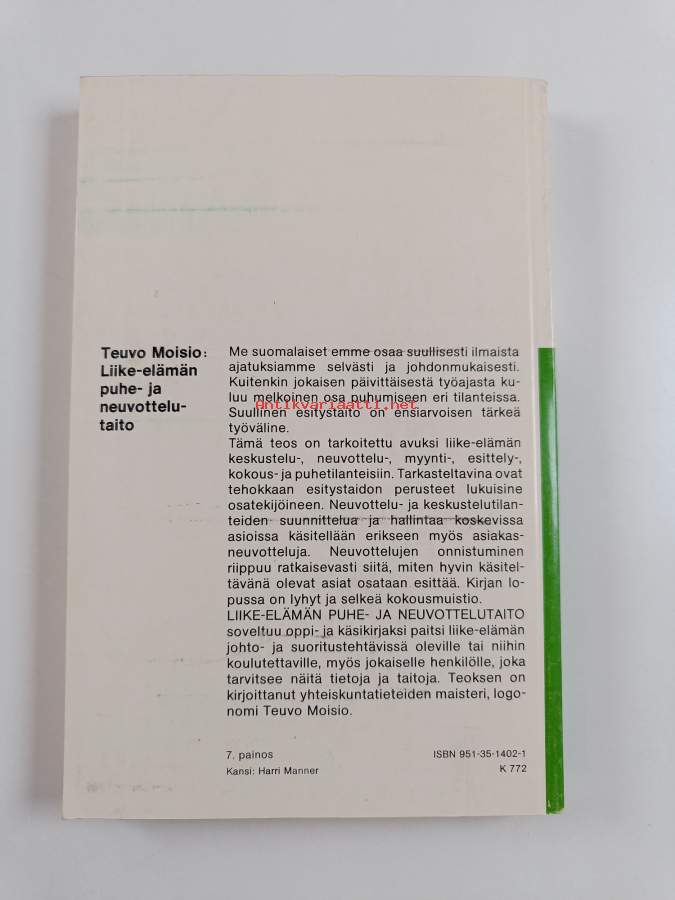 Teuvo Moisio:
Liike-elämän
puhe- ja
neuvottelu-
taito
Me suomalaiset emme osaa suullisesti ilmaista
ajatuksiamme selvästi ja johdonmukaisesti.
Kuitenkin jokaisen päivittäisestä työajasta ku-
luu melkoinen osa puhumiseen eri tilanteissa.
Suullinen esitystaito on ensiarvoisen tärkeä
työväline.
Tämä teos on tarkoitettu avuksi liike-elämän
keskustelu-, neuvottelu-, myynti-, esittely-,
kokous- ja puhetilanteisiin. Tarkasteltavina ovat
tehokkaan esitystaidon perusteet lukuisine
osatekijöineen. Neuvottelu- ja keskustelutilan-
teiden suunnittelua ja hallintaa koskevissa
asioissa käsitellään erikseen myös asiakas-
neuvotteluja. Neuvottelujen onnistuminen
riippuu ratkaisevasti siitä, miten hyvin käsitel-
tävänä olevat asiat osataan esittää. Kirjan lo-
pussa on lyhyt ja selkeä kokousmuistio.
LIIKE-ELÄMÄN PUHE- JA NEUVOTTELUTAITO
soveltuu oppi- ja käsikirjaksi paitsi liike-elämän
johto- ja suoritustehtävissä oleville tai niihin
koulutettaville, myös jokaiselle henkilölle, joka
tarvitsee näitä tietoja ja taitoja. Teoksen on
kirjoittanut yhteiskuntatieteiden maisteri, logo-
nomi Teuvo Moisio.
7. painos
Kansi: Harri Manner
ISBN 951-35-1402-1
K 772
Antikvariaatti.net